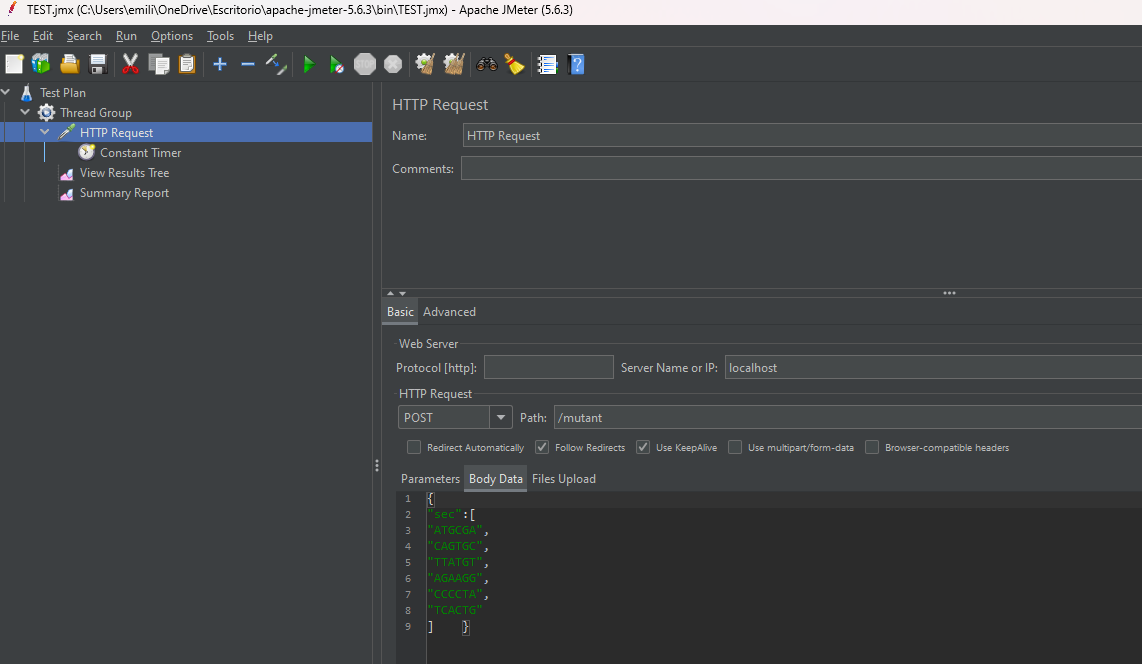 TEST.jmx (C:\Users\emili\OneDrive\Escritorio\apache-jmeter-5.6.3\bin\TEST.jmx) - Apache JMeter (5.6.3)
File Edit Search Run Options Tools Help
STOP
Test Plan
Thread Group
HTTP Request
Constant Timer
View Results Tree
Summary Report
HTTP Request
Name: HTTP Request
Comments:
Basic Advanced
Web Server
Protocol [http]: Server Name or IP: localhost
HTTP Request
POST Path: /mutant
Redirect Automatically Follow Redirects Use KeepAlive Use multipart/form-data Browser-compatible headers
Parameters Body Data Files Upload
1 {
2 "sec":[
3 "ATGCGA",
4 "CAGTGC",
5 "TTATGT",
6 "AGAAGG",
7 "CCCCTA",
8 "TCACTG"
9 ] }